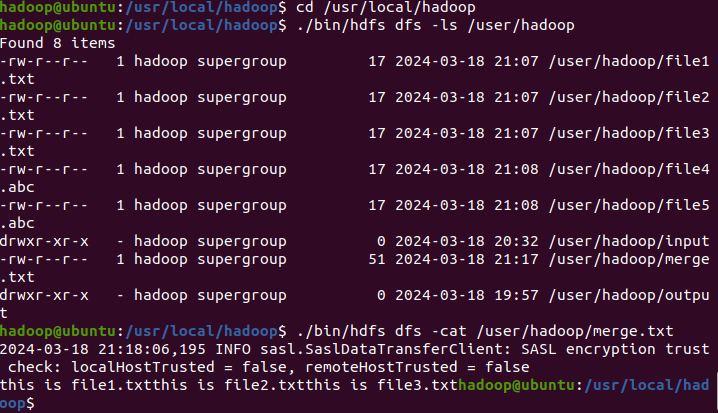 hadoop@ubuntu:/usr/local/hadoop$ cd /usr/local/hadoop
hadoop@ubuntu:/usr/local/hadoop$ ./bin/hdfs dfs -ls /user/hadoop
Found 8 items
-rw-r--r--   1 hadoop supergroup         17 2024-03-18 21:07 /user/hadoop/file1
.txt
-rw-r--r--   1 hadoop supergroup         17 2024-03-18 21:07 /user/hadoop/file2
.txt
-rw-r--r--   1 hadoop supergroup         17 2024-03-18 21:07 /user/hadoop/file3
.txt
-rw-r--r--   1 hadoop supergroup         17 2024-03-18 21:08 /user/hadoop/file4
.abc
-rw-r--r--   1 hadoop supergroup         17 2024-03-18 21:08 /user/hadoop/file5
.abc
drwxr-xr-x   - hadoop supergroup          0 2024-03-18 20:32 /user/hadoop/input
-rw-r--r--   1 hadoop supergroup         51 2024-03-18 21:17 /user/hadoop/merge
.txt
drwxr-xr-x   - hadoop supergroup          0 2024-03-18 19:57 /user/hadoop/outpu
t
hadoop@ubuntu:/usr/local/hadoop$ ./bin/hdfs dfs -cat /user/hadoop/merge.txt
2024-03-18 21:18:06,195 INFO sasl.SaslDataTransferClient: SASL encryption trust
 check: localHostTrusted = false, remoteHostTrusted = false
this is file1.txtthis is file2.txtthis is file3.txthadoop@ubuntu:/usr/local/had
oop$